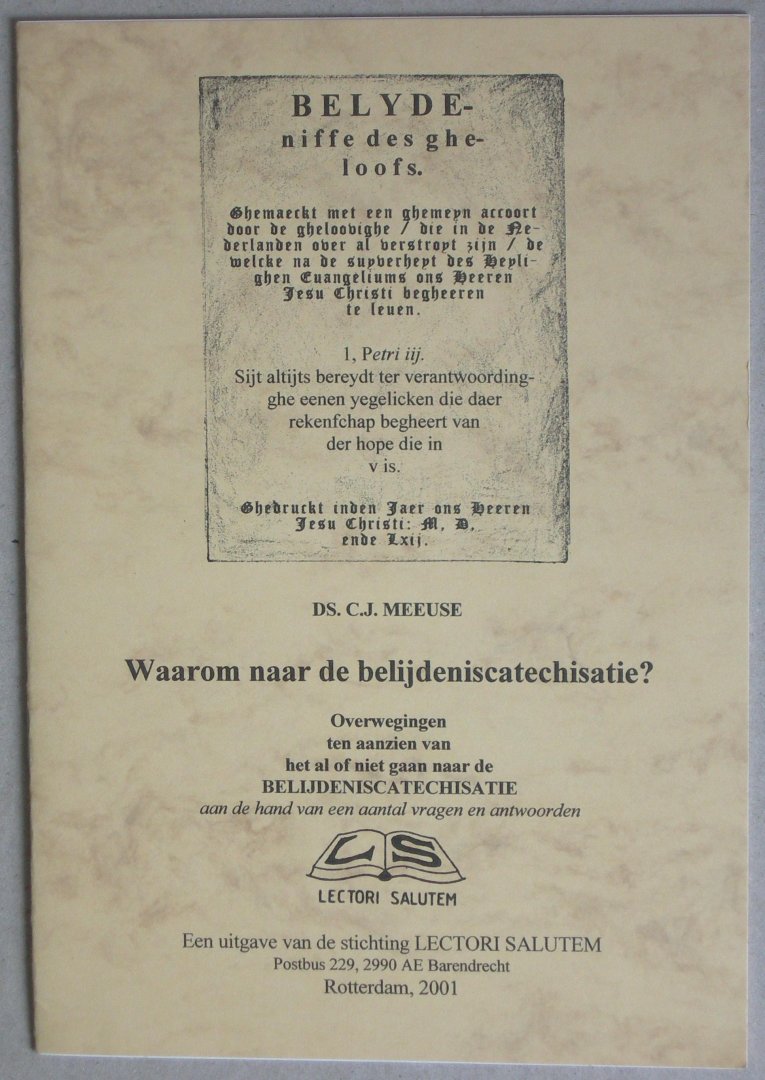 BELYDE-
niffe des ghe-
loofs.
Ghemaeckt met een ghemeyn accoort
door de gheloovighe / die in de Ne-
derlanden over al verstroyt zijn / de
welcke na de suyverheyt des Heyli-
ghen Euangeliums ons Heeren
Jesu Christi begheeren
te leuen.
1, Petri iij.
Sijt altijts bereydt ter verantwoording-
ghe eenen yegelicken die daer
rekenfchap begheert van
der hope die in
v is.
Ghedruckt inden Jaer ons Heeren
Jesu Christi: M, D,
ende Lxij.
DS. C.J. MEEUSE
Waarom naar de belijdeniscatechisatie?
Overwegingen
ten aanzien van
het al of niet gaan naar de
BELIJDENISCATECHISATIE
aan de hand van een aantal vragen en antwoorden
LS
LECTORI SALUTEM
Een uitgave van de stichting LECTORI SALUTEM
Postbus 229, 2990 AE Barendrecht
Rotterdam, 2001